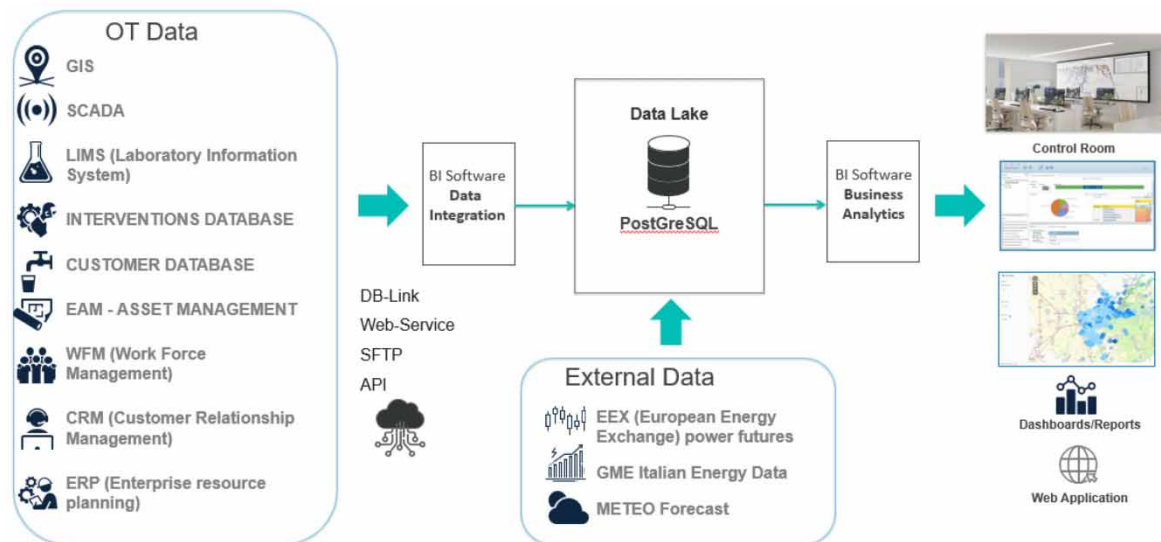 OT Data
GIS
SCADA
LIMS (Laboratory Information
System)
INTERVENTIONS DATABASE
CUSTOMER DATABASE
EAM - ASSET MANAGEMENT
WFM (Work Force
Management)
CRM (Customer Relationship
Management)
ERP (Enterprise resource
planning)
BI Software
Data
Integration
DB-Link
Web-Service
SFTP
API
Data Lake
PostGreSQL
External Data
EEX (European Energy
Exchange) power futures
GME Italian Energy Data
METEO Forecast
BI Software
Business
Analytics
Control Room
Dashboards/Reports
Web Application